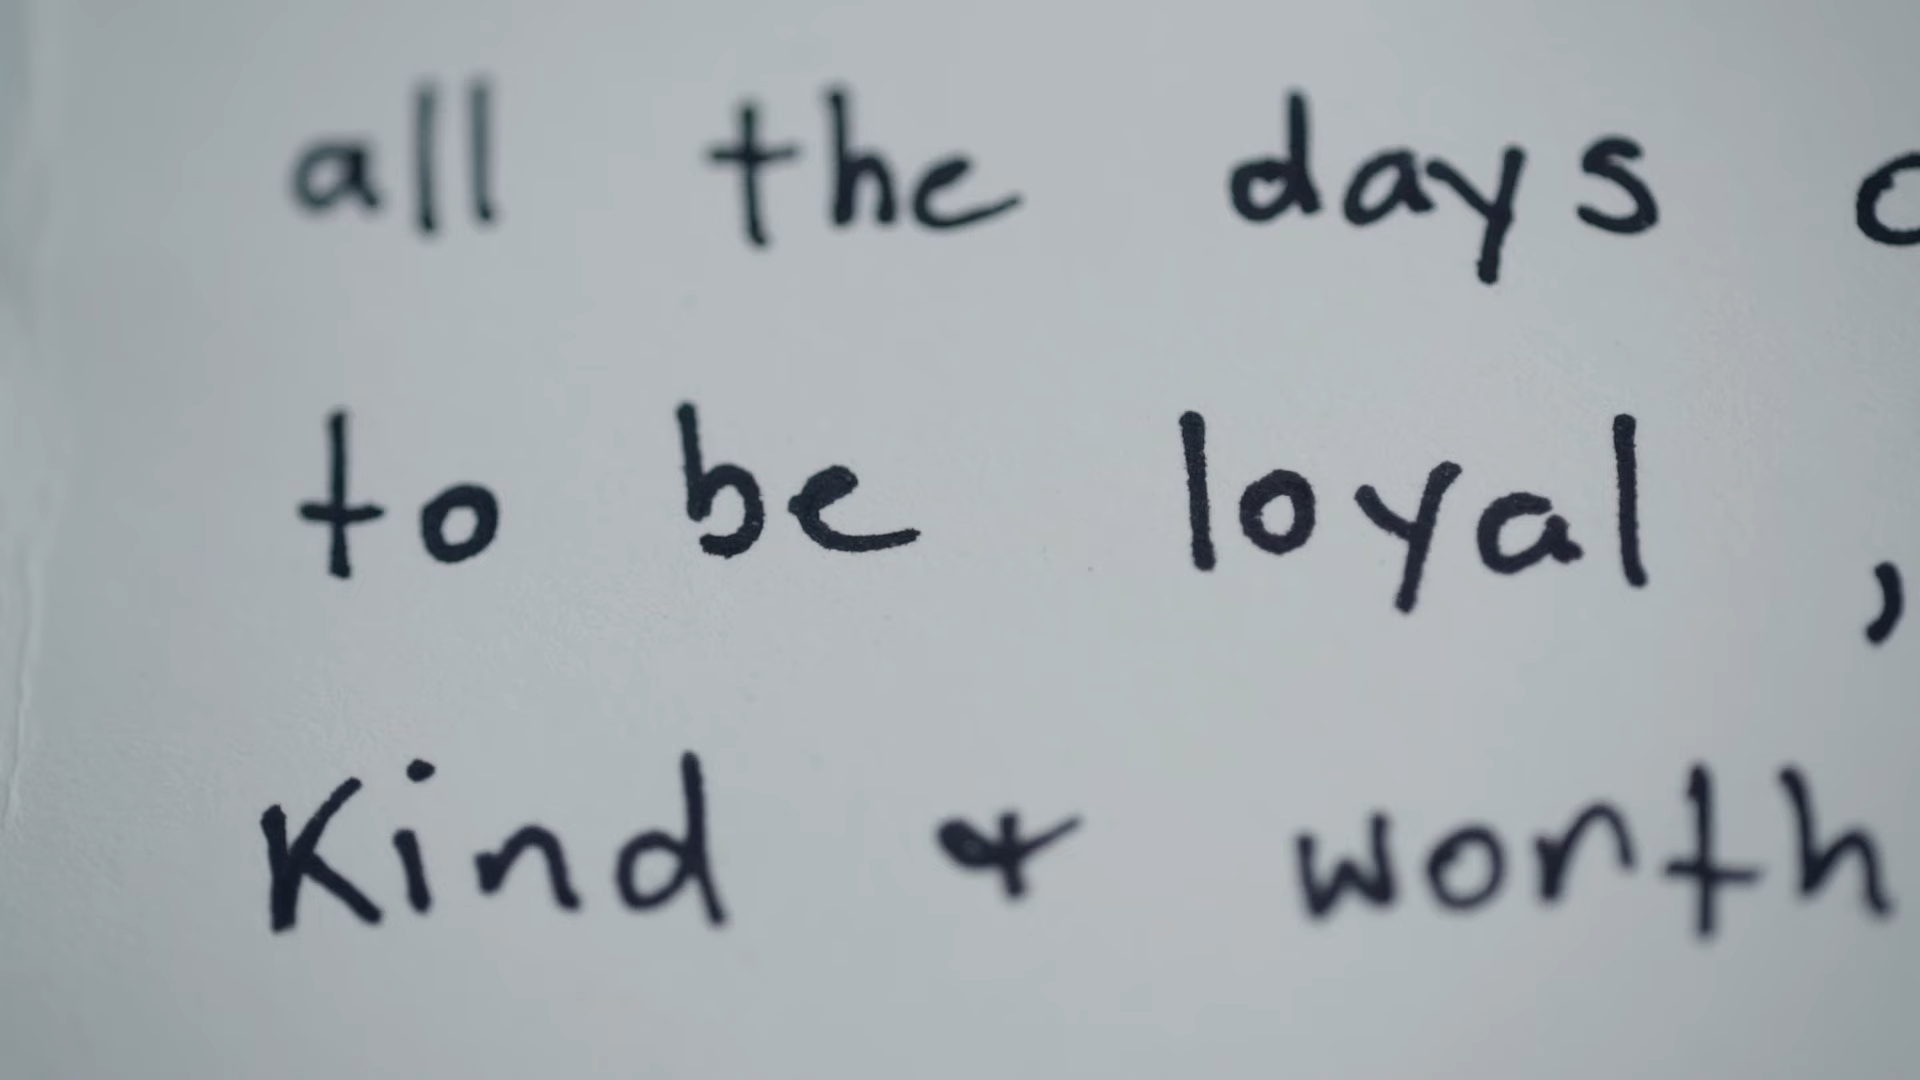 all the days
to be loyal,
Kind & worth